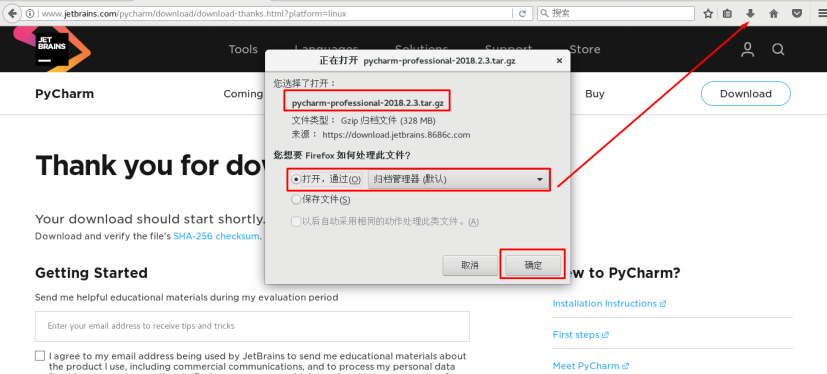 www.jetbrains.com/pycharm/download/download-thanks.html?platform=linux
搜索
JET
BRAINS
Tools Languages Solutions Support Store
正在打开 pycharm-professional-2018.2.3.tar.gz
PyCharm
Coming
Buy
Download
您选择了打开：
pycharm-professional-2018.2.3.tar.gz
文件类型： Gzip 归档文件 (328 MB)
来源： https://download.jetbrains.8686c.com
您想要 Firefox 如何处理此文件?
打开，通过(O) 归档管理器 (默认)
保存文件(S)
以后自动采用相同的动作处理此类文件。(A)
取消 确定
Thank you for do
Your download should start shortly.
Download and verify the file's SHA-256 checksum.
Getting Started
Send me helpful educational materials during my evaluation period
Enter your email address to receive tips and tricks
I agree to my email address being used by JetBrains to send me educational materials about
the product I use, including commercial communications, and to process my personal data
w to PyCharm?
Installation Instructions
First steps
Meet PyCharm